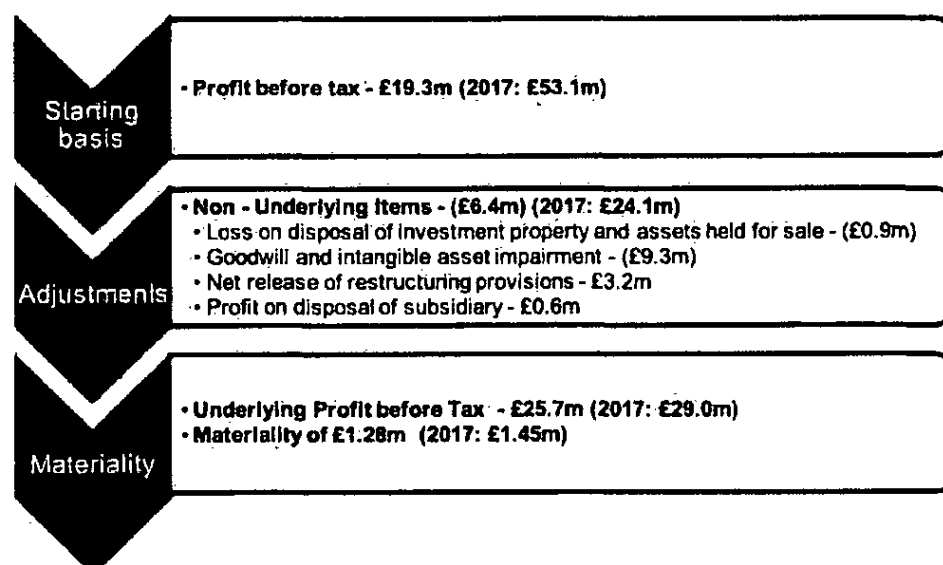 Starting
basis
• Profit before tax - £19.3m (2017: £53.1m)
Adjustments
• Non - Underlying Items - (£6.4m) (2017: £24.1m)
• Loss on disposal of investment property and assets held for sale - (£0.9m)
• Goodwill and intangible asset impairment - (£9.3m)
• Net release of restructuring provisions - £3.2m
• Profit on disposal of subsidiary - £0.6m
Materiality
• Underlying Profit before Tax - £25.7m (2017: £29.0m)
• Materiality of £1.28m (2017: £1.45m)